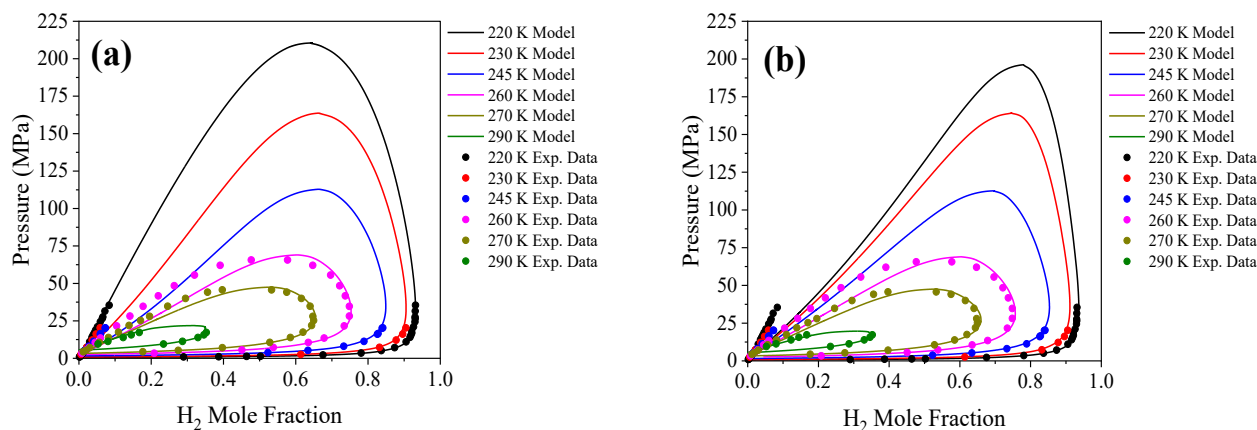 (a)
Pressure (MPa)
225
200
175
150
125
100
75
50
25
0
0.0 0.2 0.4 0.6 0.8 1.0
H₂ Mole Fraction
220 K Model
230 K Model
245 K Model
260 K Model
270 K Model
290 K Model
220 K Exp. Data
230 K Exp. Data
245 K Exp. Data
260 K Exp. Data
270 K Exp. Data
290 K Exp. Data
(b)
Pressure (MPa)
225
200
175
150
125
100
75
50
25
0
0.0 0.2 0.4 0.6 0.8 1.0
H₂ Mole Fraction
220 K Model
230 K Model
245 K Model
260 K Model
270 K Model
290 K Model
220 K Exp. Data
230 K Exp. Data
245 K Exp. Data
260 K Exp. Data
270 K Exp. Data
290 K Exp. Data